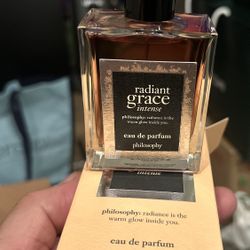 radiant
grace
intense
philosophy: radiance is the
warm glow inside you.
eau de parfum
philosophy
intense
philosophy: radiance is the
warm glow inside you.
eau de parfum